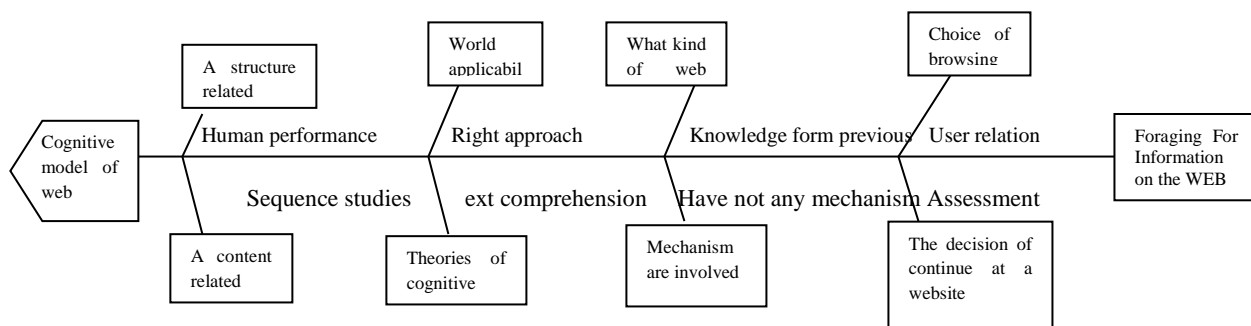 A structure
related
World
applicabil
What kind
of web
Choice of
browsing
Cognitive
model of
web
Human performance
Right approach
Knowledge form previous
User relation
Foraging For
Information
on the WEB
Sequence studies
ext comprehension
Have not any mechanism
Assessment
A content
related
Theories of
cognitive
Mechanism
are involved
The decision of
continue at a
website